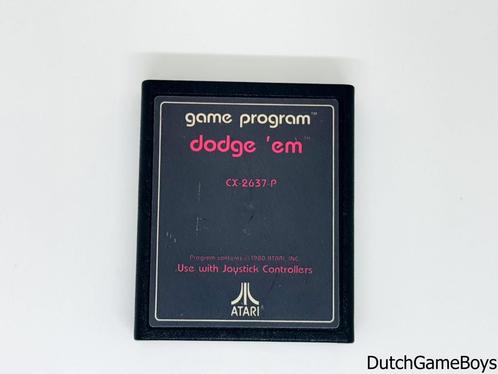 game program™
dodge 'em™
CX-2637-P
Program contents © 1980 ATARI, INC.
Use with Joystick Controllers
ATARI®
DutchGameBoys